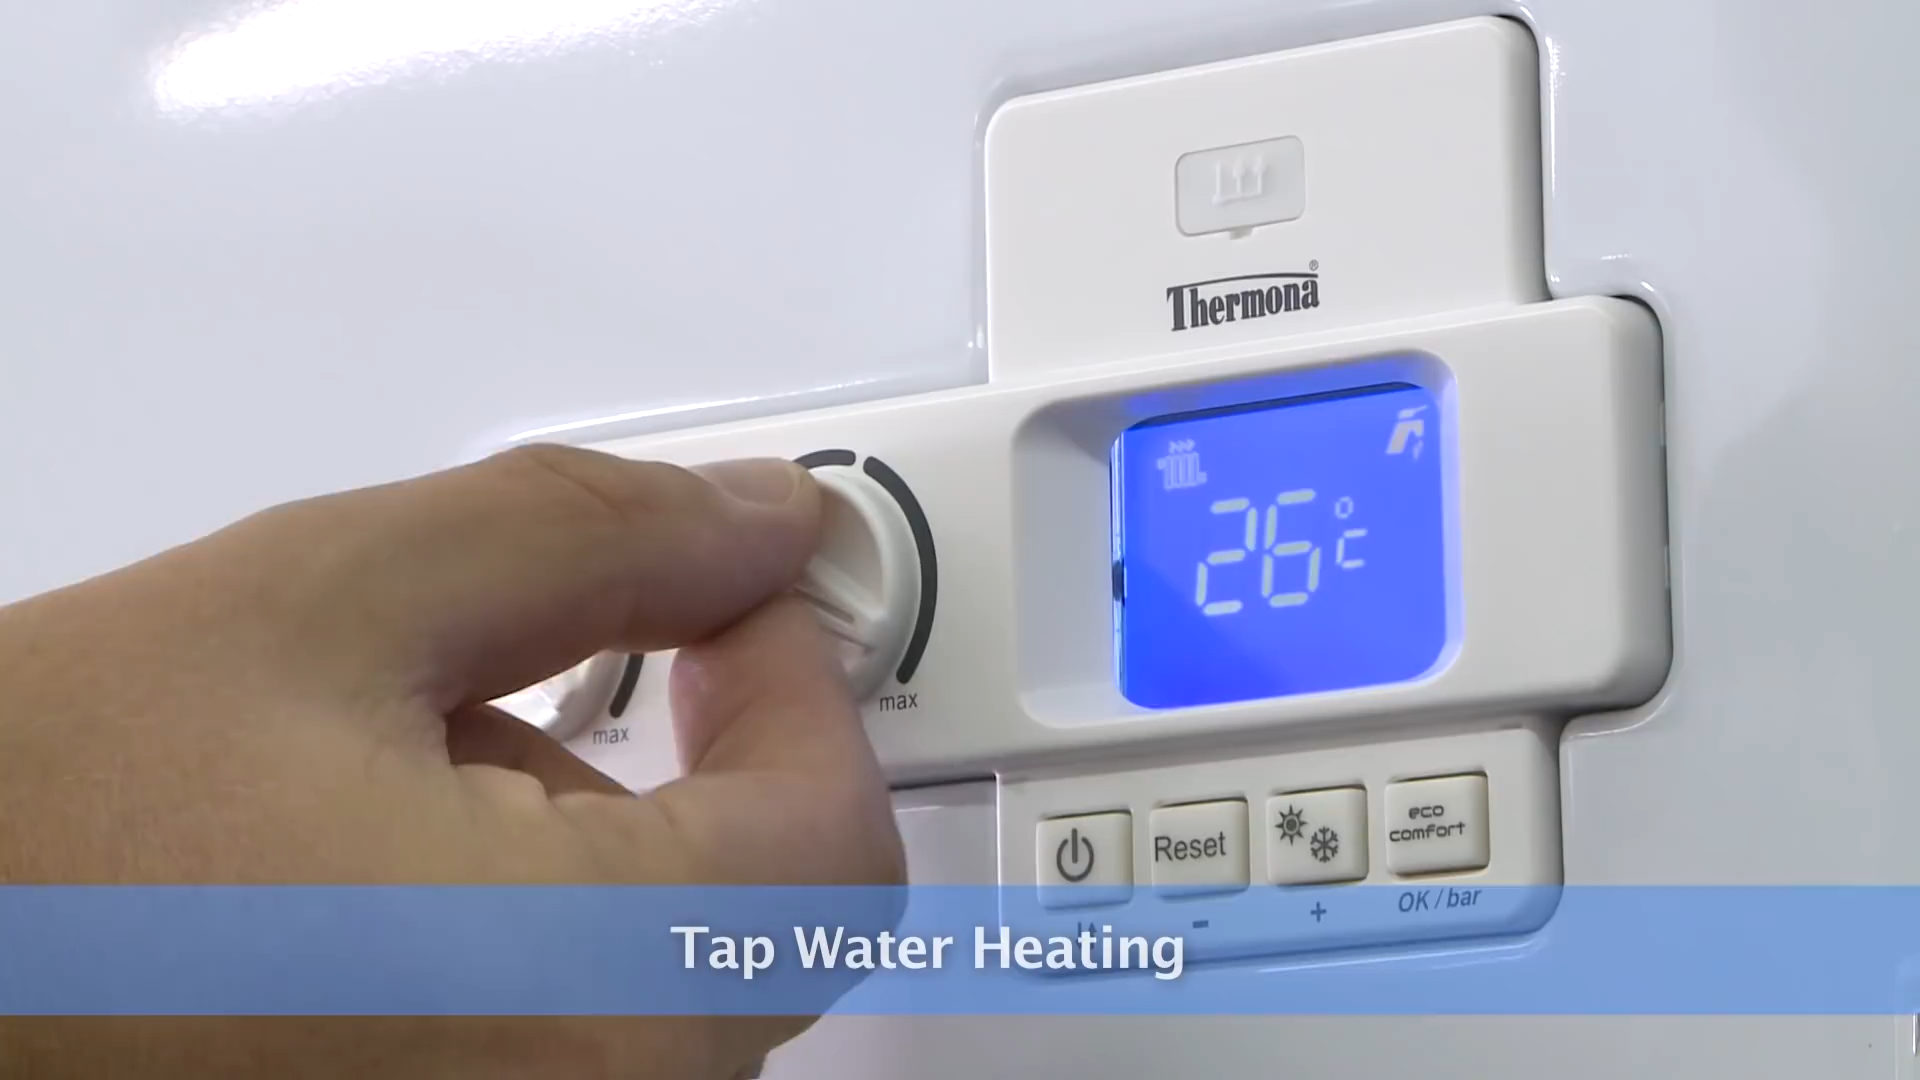 Thermona®
26 °C
max
max
Reset
eco
comfort
- + OK / bar
Tap Water Heating